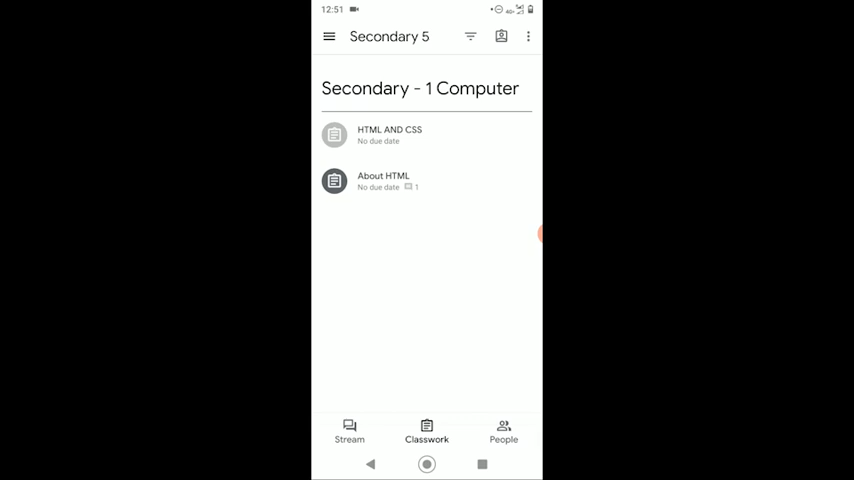 12:51
4G+
Secondary 5
Secondary - 1 Computer
HTML AND CSS
No due date
About HTML
No due date 1
Stream Classwork People